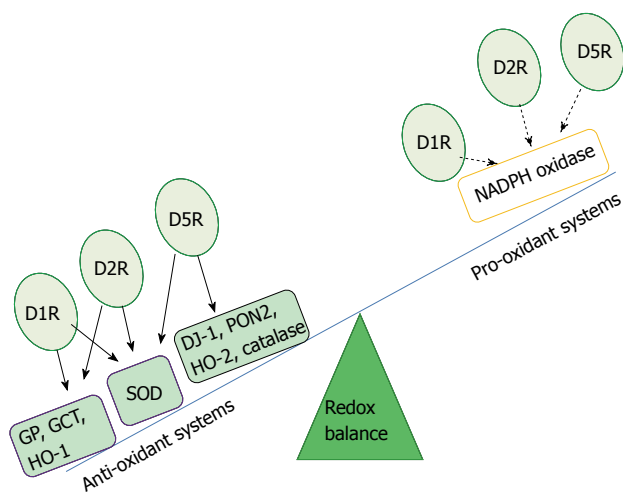 D2R
D5R
D1R
NADPH oxidase
Pro-oxidant systems
D5R
D2R
D1R
DJ-1, PON2,
HO-2, catalase
SOD
GP, GCT,
HO-1
Anti-oxidant systems
Redox
balance